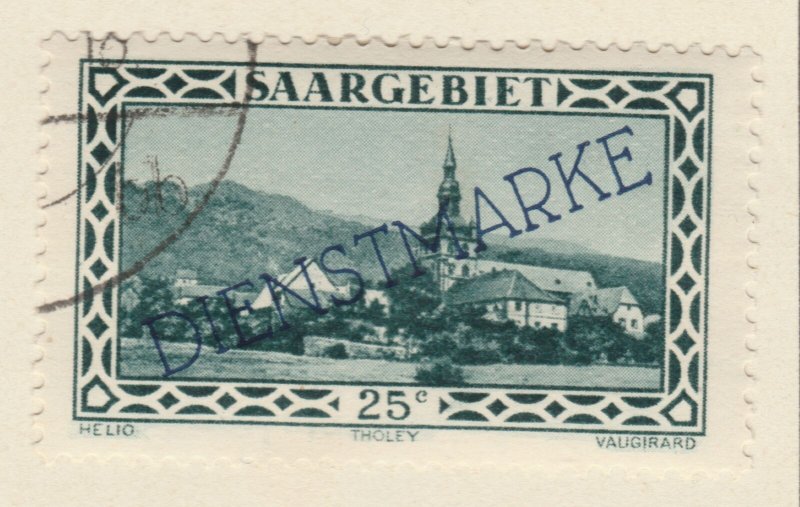 SAARGEBIET
DIENSTMARKE
25c
HELIO THOLEY VAUGIRARD